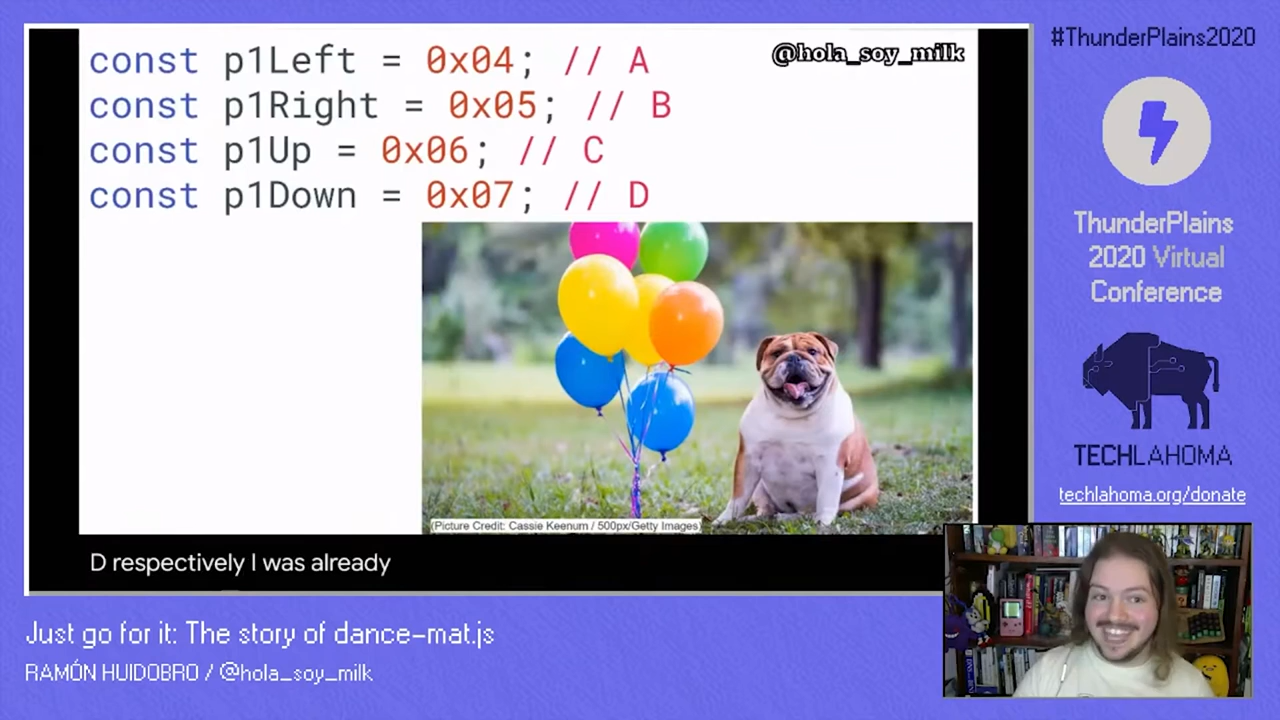 const p1Left = 0x04; // A
const p1Right = 0x05; // B
const p1Up = 0x06; // C
const p1Down = 0x07; // D
@hola_soy_milk
(Picture Credit: Cassie Keenum / 500px/Getty Images)
D respectively I was already
Just go for it: The story of dance-mat.js
RAMÓN HUIDOBRO / @hola_soy_milk
#ThunderPlains2020
ThunderPlains
2020 Virtual
Conference
TECHLAHOMA
techlahoma.org/donate